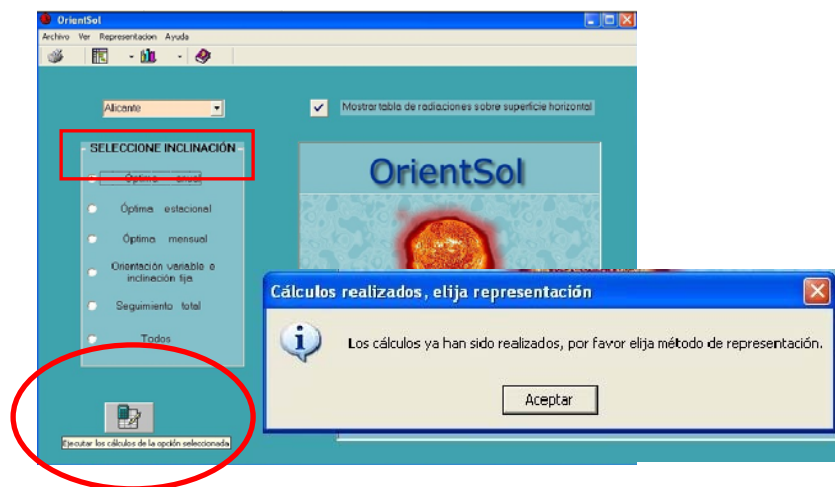 OrientSol
Archivo Ver Representacion Ayuda
Alicante
Mostrar tabla de radiaciones sobre superficie horizontal
SELECCIONE INCLINACIÓN
Óptima anual
Óptima estacional
Óptima mensual
Orientación variable e
inclinación fija
Seguimiento total
Todos
OrientSol
Cálculos realizados, elija representación
Los cálculos ya han sido realizados, por favor elija método de representación.
Aceptar
Ejecutar los cálculos de la opción seleccionada